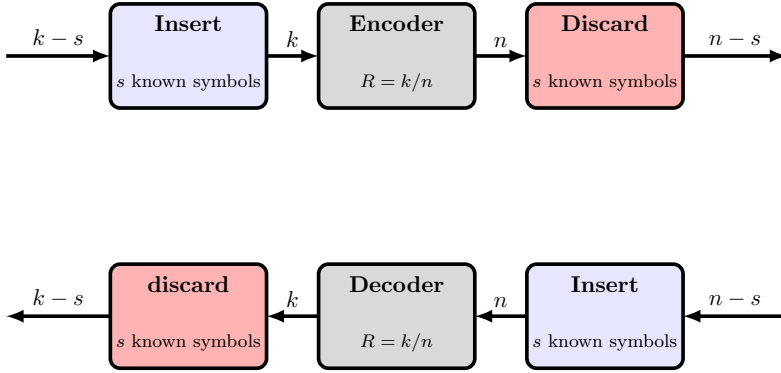 k − s
Insert
s known symbols
k
Encoder
R = k/n
n
Discard
s known symbols
n − s
k − s
discard
s known symbols
k
Decoder
R = k/n
n
Insert
s known symbols
n − s